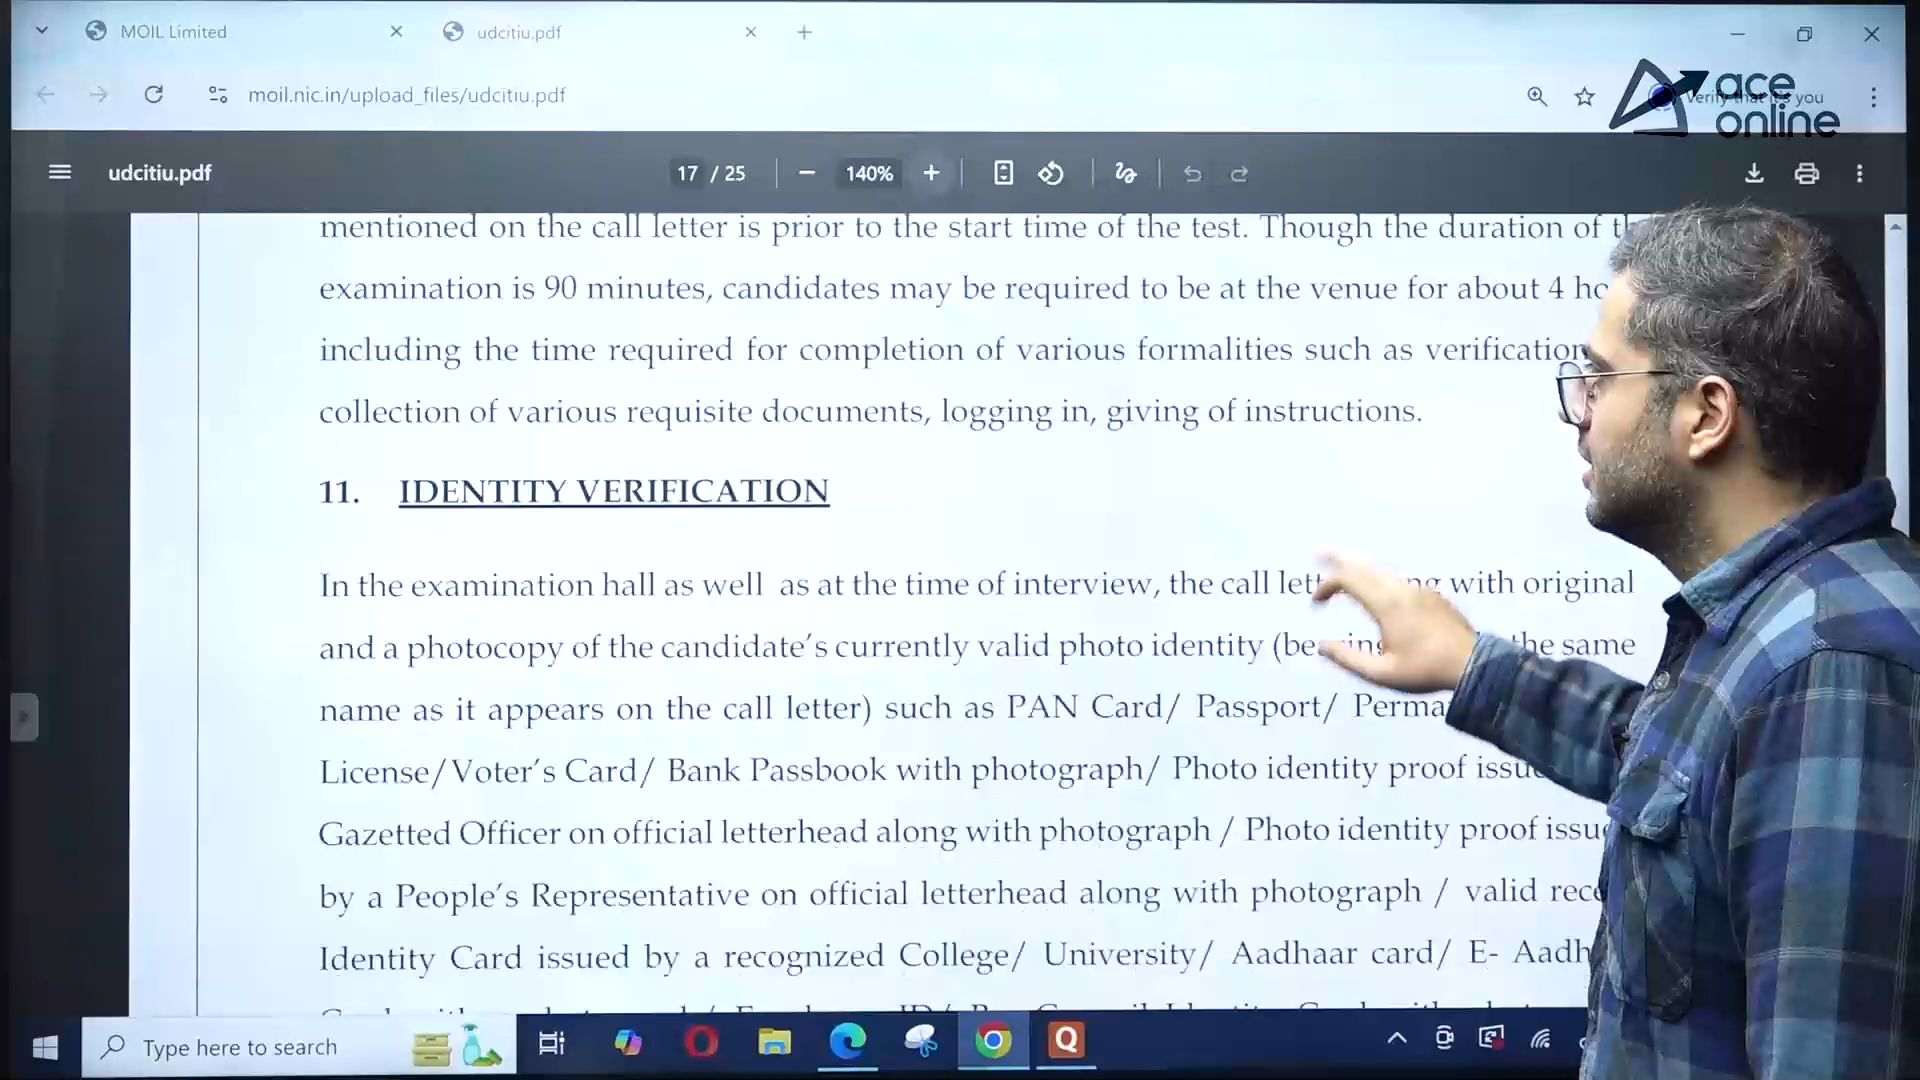 MOIL Limited
udcitiu.pdf
moil.nic.in/upload_files/udcitiu.pdf
Verify that it's you
ace
online
udcitiu.pdf
17 / 25
140%
mentioned on the call letter is prior to the start time of the test. Though the duration of
examination is 90 minutes, candidates may be required to be at the venue for about 4
including the time required for completion of various formalities such as verification
collection of various requisite documents, logging in, giving of instructions.
11. IDENTITY VERIFICATION
In the examination hall as well as at the time of interview, the call with original
and a photocopy of the candidate's currently valid photo identity the same
name as it appears on the call letter) such as PAN Card/ Passport/
License/Voter's Card/ Bank Passbook with photograph/ Photo identity proof
Gazetted Officer on official letterhead along with photograph / Photo identity proof
by a People's Representative on official letterhead along with photograph / valid
Identity Card issued by a recognized College/ University/ Aadhaar card/ E-
Type here to search